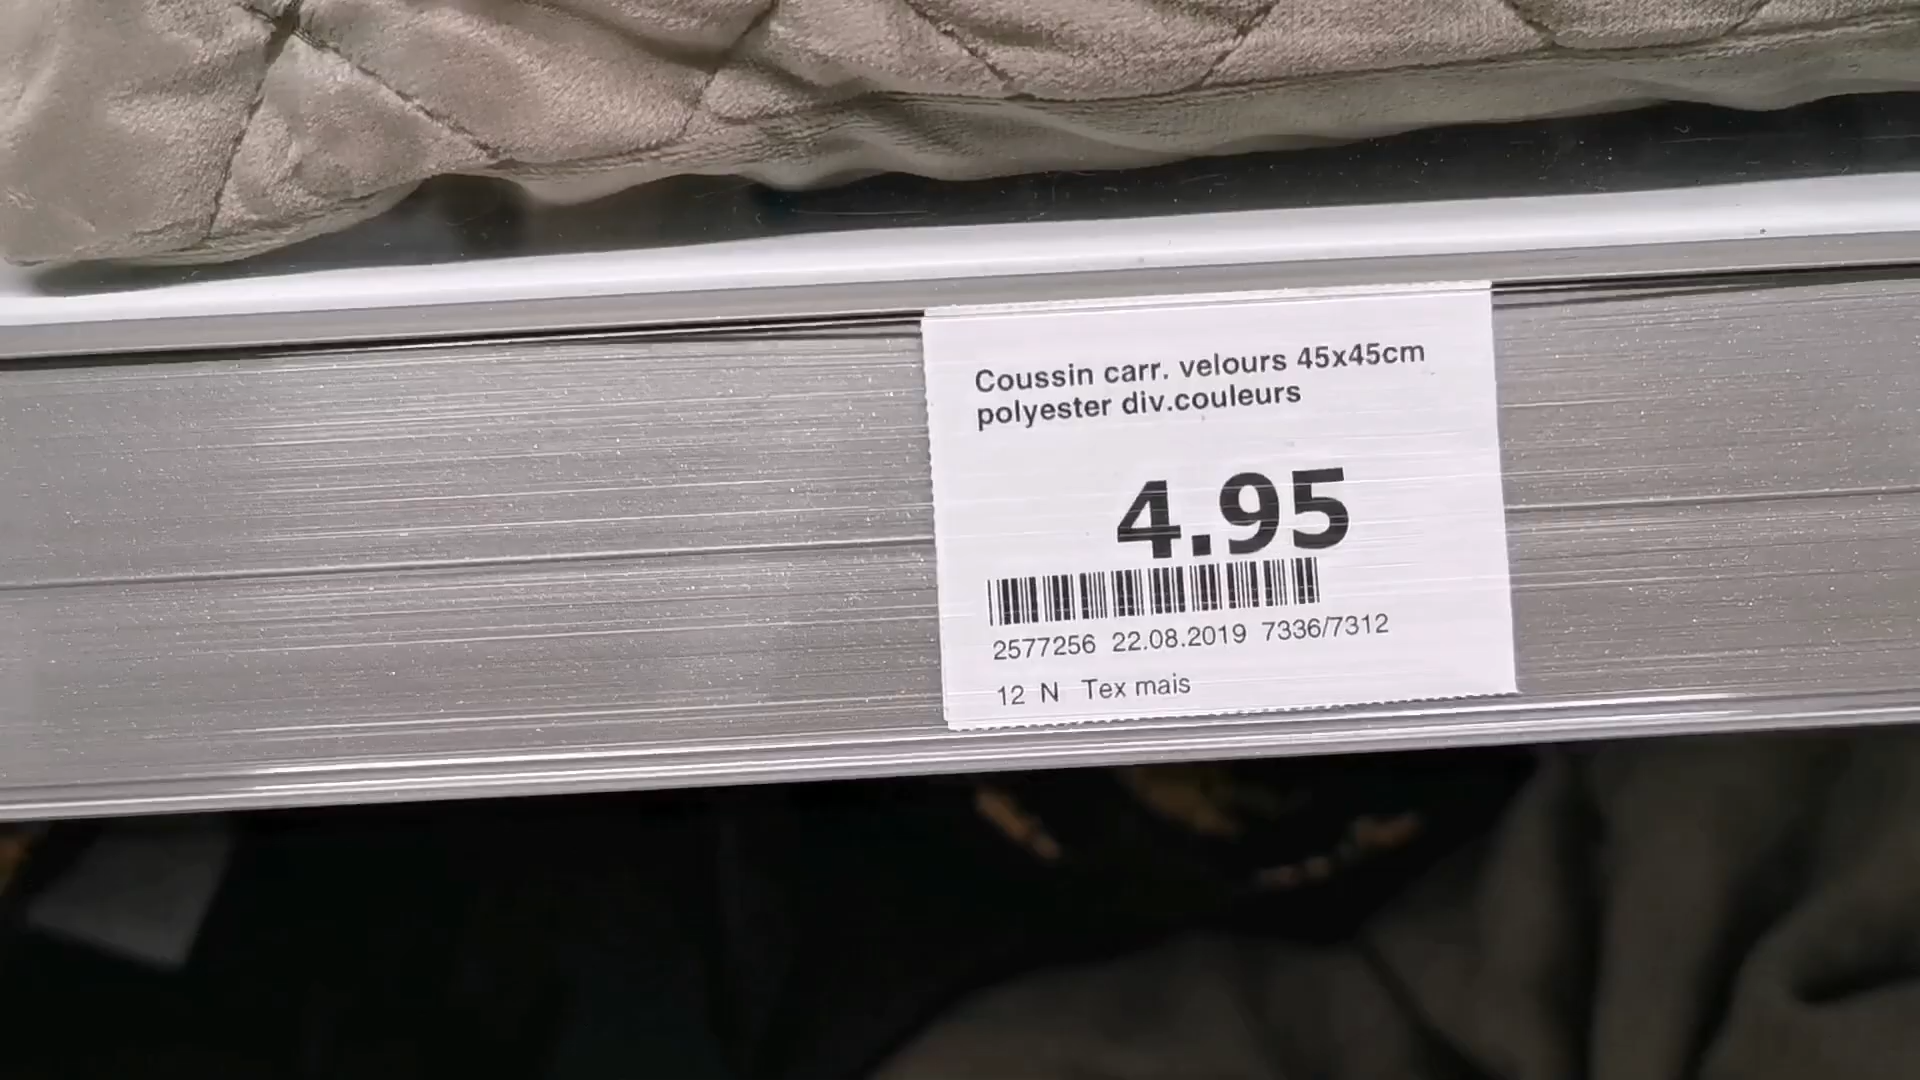 Coussin carr. velours 45x45cm
polyester div.couleurs
4.95
2577256 22.08.2019 7336/7312
12 N Tex mais